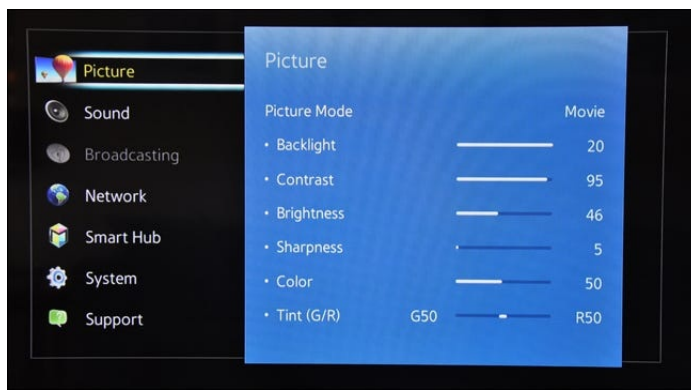 Picture
Sound
Broadcasting
Network
Smart Hub
System
Support
Picture
Picture Mode Movie
• Backlight 20
• Contrast 95
• Brightness 46
• Sharpness 5
• Color 50
• Tint (G/R) G50 R50